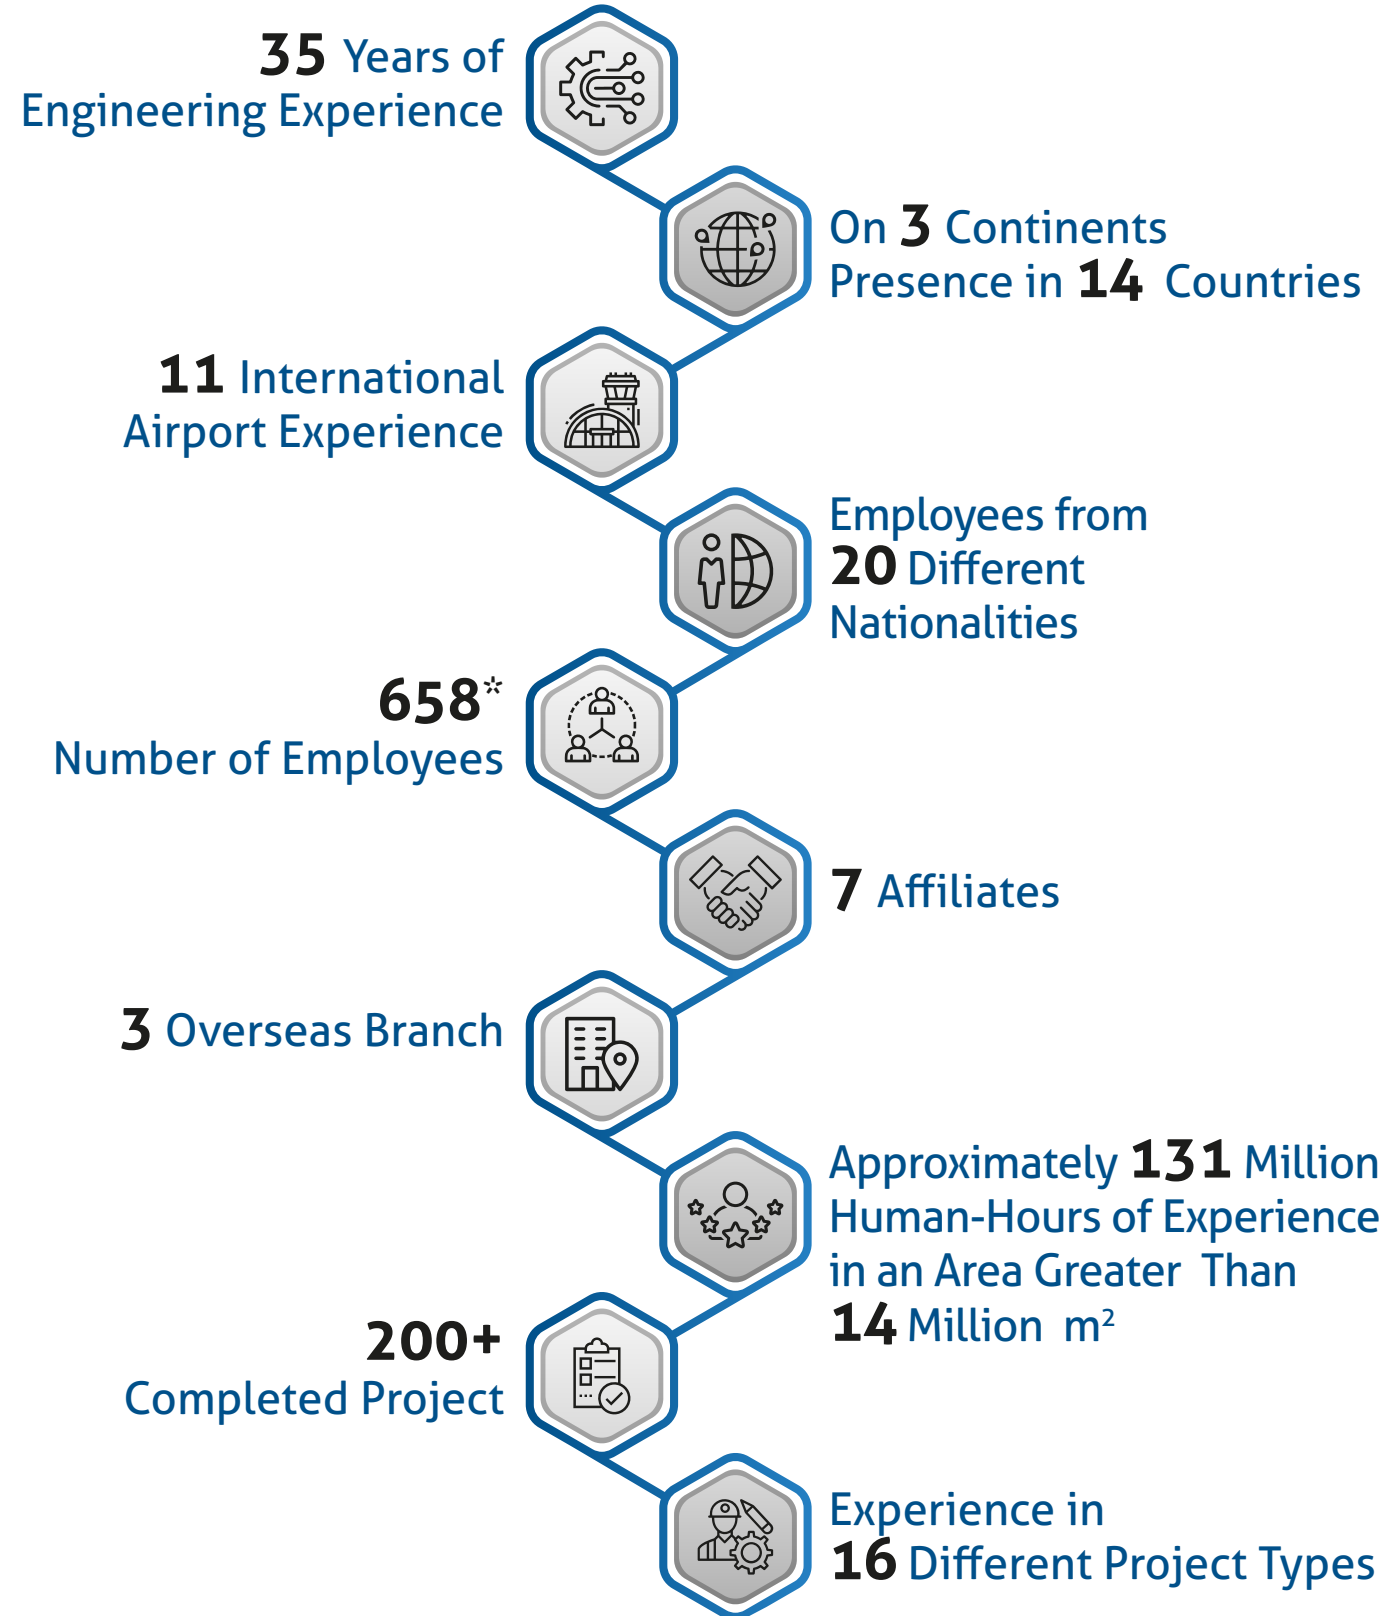 35 Years of
Engineering Experience
On 3 Continents
Presence in 14 Countries
11 International
Airport Experience
Employees from
20 Different
Nationalities
658*
Number of Employees
7 Affiliates
3 Overseas Branch
Approximately 131 Million
Human-Hours of Experience
in an Area Greater Than
14 Million m²
200+
Completed Project
Experience in
16 Different Project Types